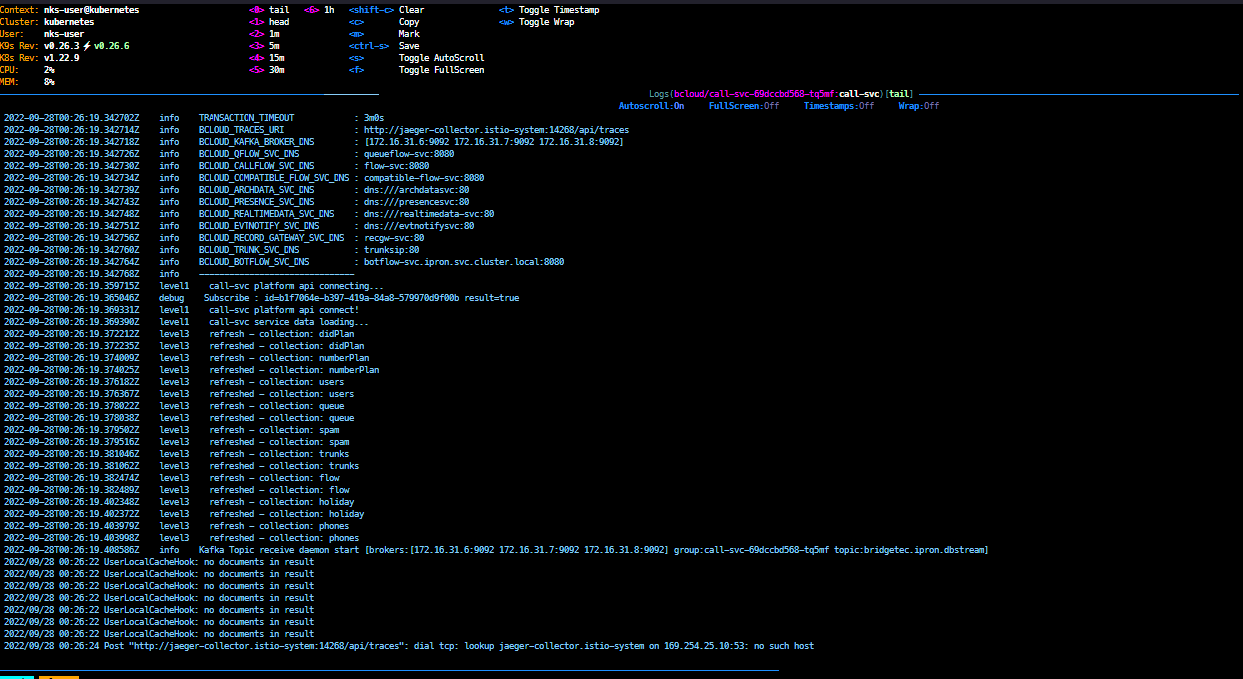 Context: nks-user@kubernetes <0> tail <6> 1h <shift-c> Clear <t> Toggle Timestamp
Cluster: kubernetes <1> head <c> Copy <w> Toggle Wrap
User: nks-user <2> 1m <m> Mark
K9s Rev: v0.26.3 ⚡ v0.26.6 <3> 5m <ctrl-s> Save
K8s Rev: v1.22.9 <4> 15m <s> Toggle AutoScroll
CPU: 2% <5> 30m <f> Toggle FullScreen
MEM: 8%
Logs(bcloud/call-svc-69dccbd568-tq5mf:call-svc)[tail]
Autoscroll:On FullScreen:Off Timestamps:Off Wrap:Off
2022-09-28T00:26:19.342702Z info TRANSACTION_TIMEOUT : 3m0s
2022-09-28T00:26:19.342714Z info BCLOUD_TRACES_URI : http://jaeger-collector.istio-system:14268/api/traces
2022-09-28T00:26:19.342718Z info BCLOUD_KAFKA_BROKER_DNS : [172.16.31.6:9092 172.16.31.7:9092 172.16.31.8:9092]
2022-09-28T00:26:19.342726Z info BCLOUD_QFLOW_SVC_DNS : queueflow-svc:8080
2022-09-28T00:26:19.342730Z info BCLOUD_CALLFLOW_SVC_DNS : flow-svc:8080
2022-09-28T00:26:19.342734Z info BCLOUD_COMPATIBLE_FLOW_SVC_DNS : compatible-flow-svc:8080
2022-09-28T00:26:19.342739Z info BCLOUD_ARCHDATA_SVC_DNS : dns:///archdatasvc:80
2022-09-28T00:26:19.342743Z info BCLOUD_PRESENCE_SVC_DNS : dns:///presencesvc:80
2022-09-28T00:26:19.342748Z info BCLOUD_REALTIMEDATA_SVC_DNS : dns:///realtimedata-svc:80
2022-09-28T00:26:19.342751Z info BCLOUD_EVTNOTIFY_SVC_DNS : dns:///evtnotifysvc:80
2022-09-28T00:26:19.342756Z info BCLOUD_RECORD_GATEWAY_SVC_DNS : recgw-svc:80
2022-09-28T00:26:19.342760Z info BCLOUD_TRUNK_SVC_DNS : trunksip:80
2022-09-28T00:26:19.342764Z info BCLOUD_BOTFLOW_SVC_DNS : botflow-svc.ipron.svc.cluster.local:8080
2022-09-28T00:26:19.342768Z info -------------------------------
2022-09-28T00:26:19.359715Z level1 call-svc platform api connecting...
2022-09-28T00:26:19.365046Z debug Subscribe : id=b1f7064e-b397-419a-84a8-579970d9f00b result=true
2022-09-28T00:26:19.369331Z level1 call-svc platform api connect!
2022-09-28T00:26:19.369390Z level1 call-svc service data loading...
2022-09-28T00:26:19.372212Z level3 refresh - collection: didPlan
2022-09-28T00:26:19.372235Z level3 refreshed - collection: didPlan
2022-09-28T00:26:19.374009Z level3 refresh - collection: numberPlan
2022-09-28T00:26:19.374025Z level3 refreshed - collection: numberPlan
2022-09-28T00:26:19.376182Z level3 refresh - collection: users
2022-09-28T00:26:19.376367Z level3 refreshed - collection: users
2022-09-28T00:26:19.378022Z level3 refresh - collection: queue
2022-09-28T00:26:19.378038Z level3 refreshed - collection: queue
2022-09-28T00:26:19.379502Z level3 refresh - collection: spam
2022-09-28T00:26:19.379516Z level3 refreshed - collection: spam
2022-09-28T00:26:19.381046Z level3 refresh - collection: trunks
2022-09-28T00:26:19.381062Z level3 refreshed - collection: trunks
2022-09-28T00:26:19.382474Z level3 refresh - collection: flow
2022-09-28T00:26:19.382489Z level3 refreshed - collection: flow
2022-09-28T00:26:19.402348Z level3 refresh - collection: holiday
2022-09-28T00:26:19.402372Z level3 refreshed - collection: holiday
2022-09-28T00:26:19.403979Z level3 refresh - collection: phones
2022-09-28T00:26:19.403998Z level3 refreshed - collection: phones
2022-09-28T00:26:19.408586Z info Kafka Topic receive daemon start [brokers:[172.16.31.6:9092 172.16.31.7:9092 172.16.31.8:9092] group:call-svc-69dccbd568-tq5mf topic:bridgetec.ipron.dbstream]
2022/09/28 00:26:22 UserLocalCacheHook: no documents in result
2022/09/28 00:26:22 UserLocalCacheHook: no documents in result
2022/09/28 00:26:22 UserLocalCacheHook: no documents in result
2022/09/28 00:26:22 UserLocalCacheHook: no documents in result
2022/09/28 00:26:22 UserLocalCacheHook: no documents in result
2022/09/28 00:26:22 UserLocalCacheHook: no documents in result
2022/09/28 00:26:22 UserLocalCacheHook: no documents in result
2022/09/28 00:26:24 Post "http://jaeger-collector.istio-system:14268/api/traces": dial tcp: lookup jaeger-collector.istio-system on 169.254.25.10:53: no such host